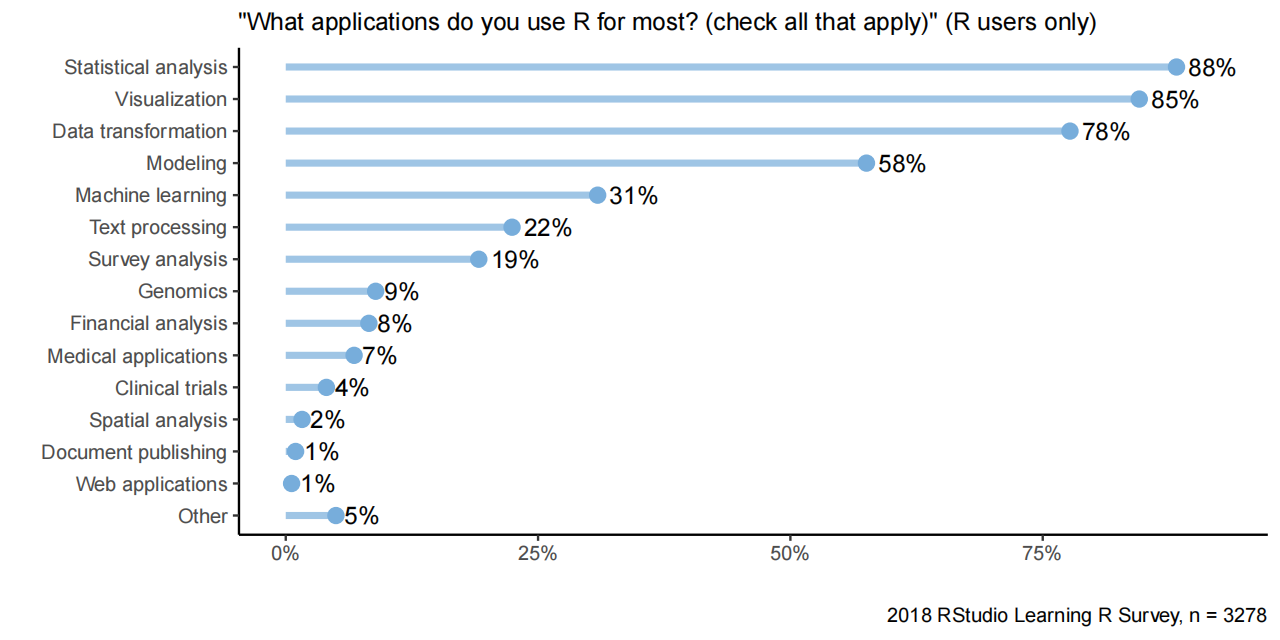 "What applications do you use R for most? (check all that apply)" (R users only)
Statistical analysis 88%
Visualization 85%
Data transformation 78%
Modeling 58%
Machine learning 31%
Text processing 22%
Survey analysis 19%
Genomics 9%
Financial analysis 8%
Medical applications 7%
Clinical trials 4%
Spatial analysis 2%
Document publishing 1%
Web applications 1%
Other 5%
0% 25% 50% 75%
2018 RStudio Learning R Survey, n = 3278